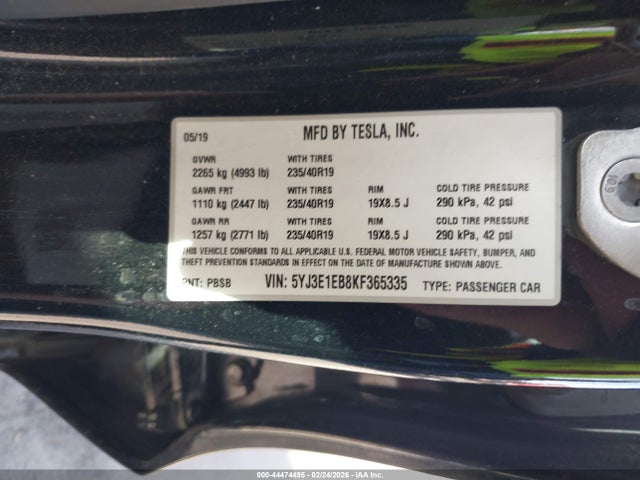 05/19 MFD BY TESLA, INC.
GVWR WITH TIRES
2265 kg (4993 lb) 235/40R19
GAWR FRT WITH TIRES RIM COLD TIRE PRESSURE
1110 kg (2447 lb) 235/40R19 19X8.5 J 290 kPa, 42 psi
GAWR RR WITH TIRES RIM COLD TIRE PRESSURE
1257 kg (2771 lb) 235/40R19 19X8.5 J 290 kPa, 42 psi
THIS VEHICLE CONFORMS TO ALL APPLICABLE U.S. FEDERAL MOTOR VEHICLE SAFETY, BUMPER, AND
THEFT PREVENTION STANDARDS IN EFFECT ON THE DATE OF MANUFACTURE SHOWN ABOVE.
PNT: PBSB VIN: 5YJ3E1EB8KF365335 TYPE: PASSENGER CAR
000-44474495 - 02/24/2026 - IAAI.COM